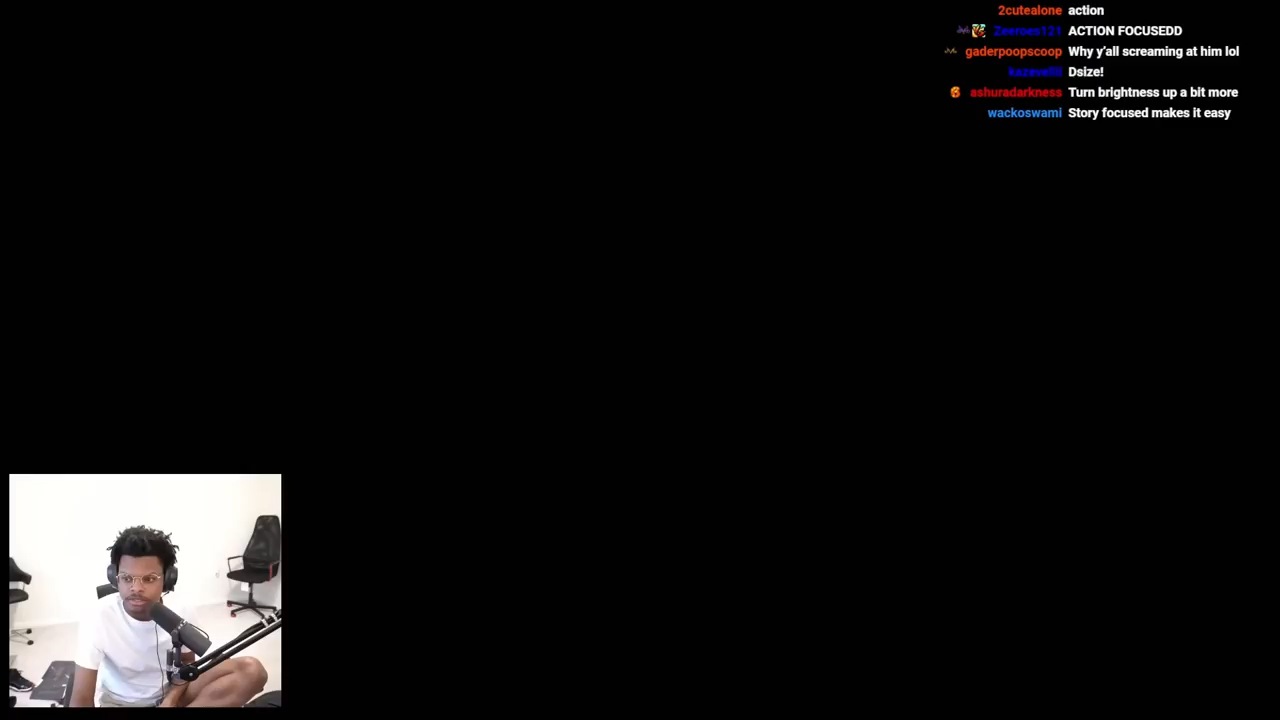 2cutealone action
Zeeroes121 ACTION FOCUSEDD
gaderpoopscoop Why y'all screaming at him lol
Dsize!
ashuradarkness Turn brightness up a bit more
wackoswami Story focused makes it easy